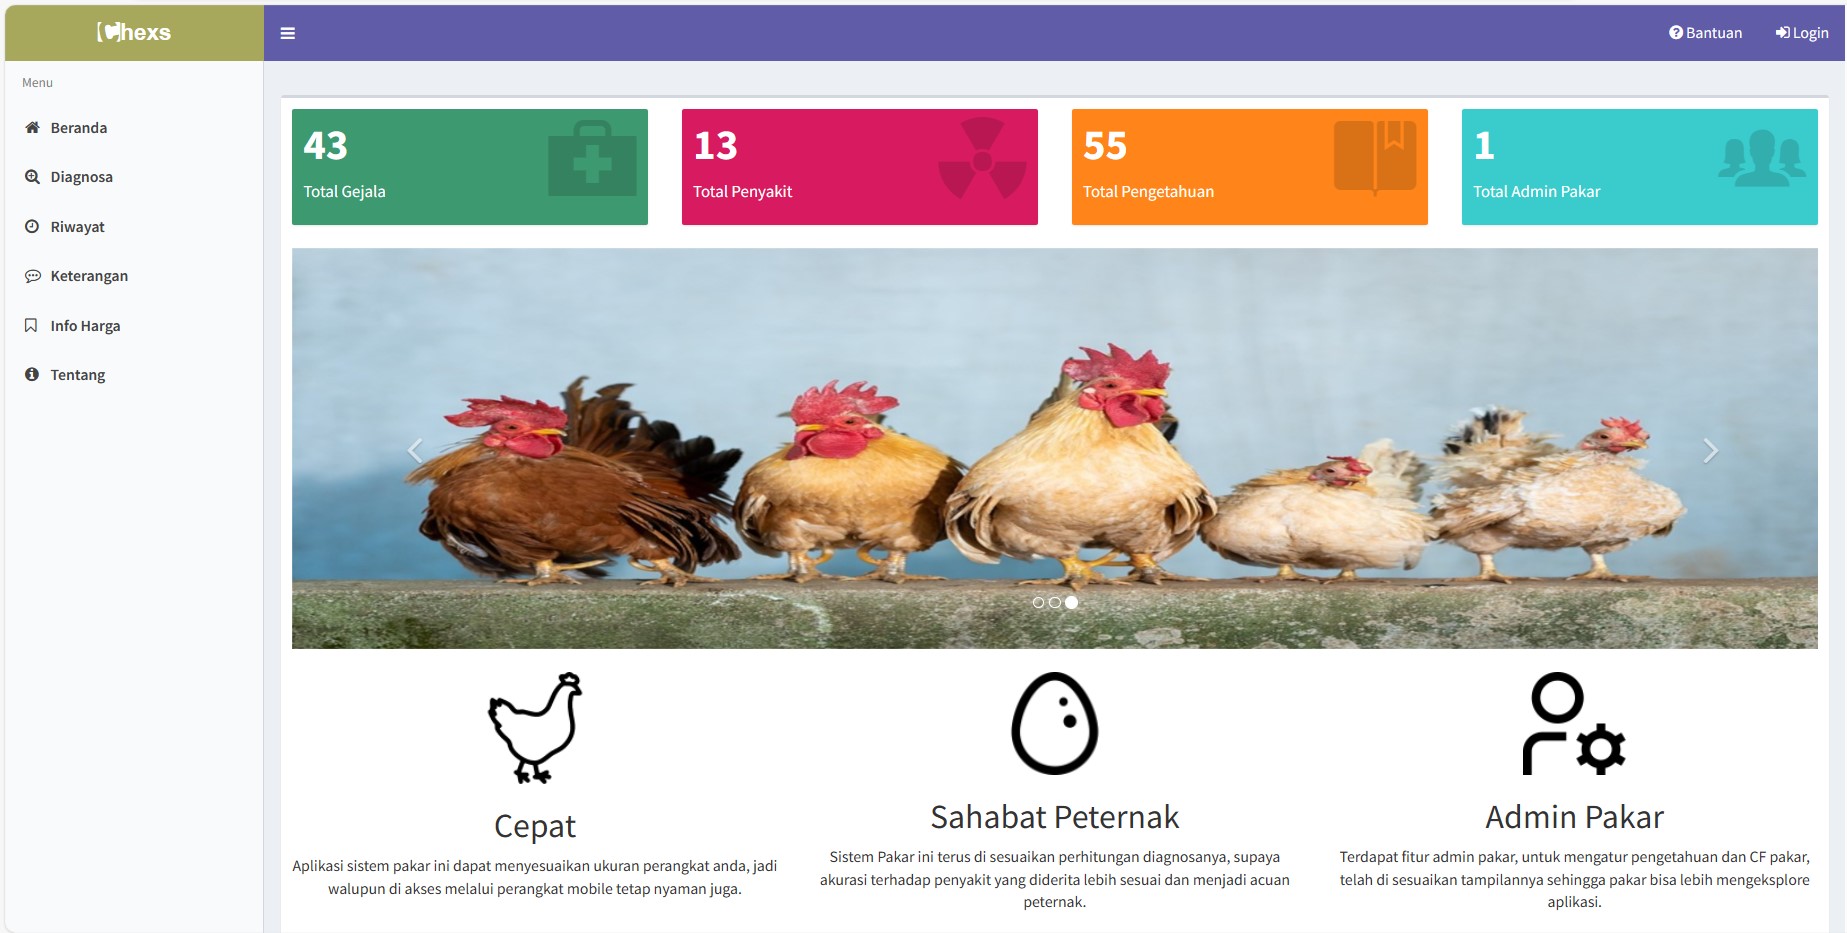 Chexs
Bantuan
Login
Menu
Beranda
Diagnosa
Riwayat
Keterangan
Info Harga
Tentang
43
Total Gejala
13
Total Penyakit
55
Total Pengetahuan
1
Total Admin Pakar
Cepat
Aplikasi sistem pakar ini dapat menyesuaikan ukuran perangkat anda, jadi
walupun di akses melalui perangkat mobile tetap nyaman juga.
Sahabat Peternak
Sistem Pakar ini terus di sesuaikan perhitungan diagnosanya, supaya
akurasi terhadap penyakit yang diderita lebih sesuai dan menjadi acuan
peternak.
Admin Pakar
Terdapat fitur admin pakar, untuk mengatur pengetahuan dan CF pakar,
telah di sesuaikan tampilannya sehingga pakar bisa lebih mengeksplore
aplikasi.